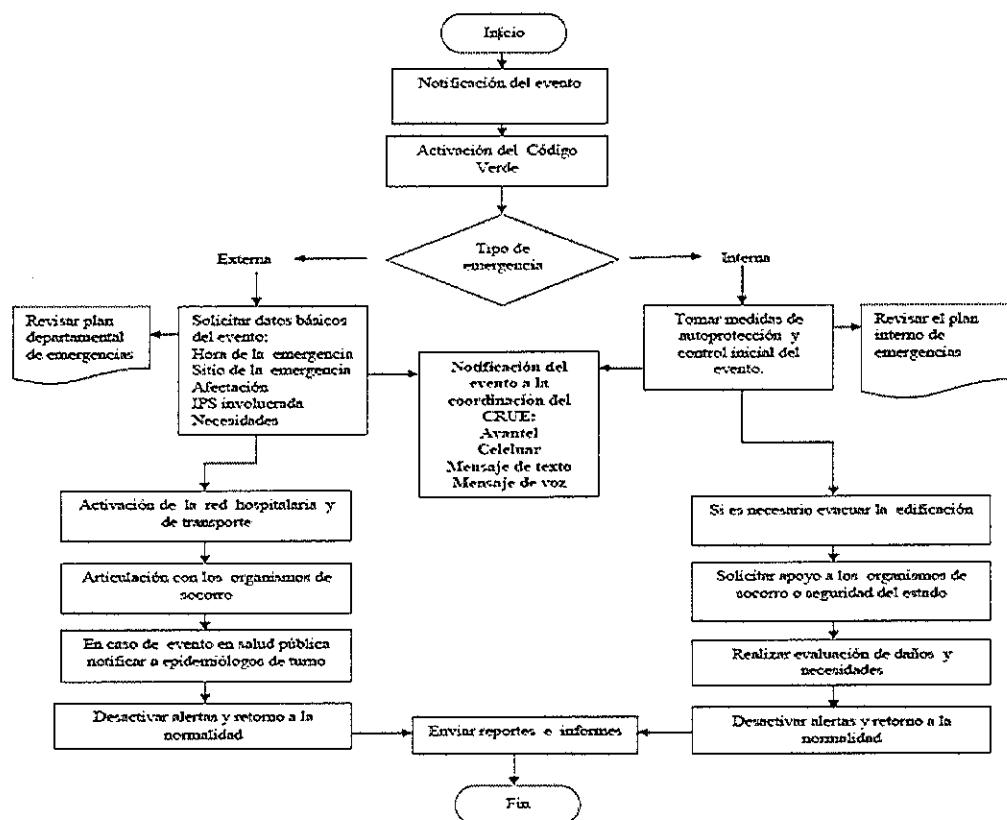 Inicio
Notificación del evento
Activación del Código
Verde
Tipo de
emergencia
Externa
Interna
Revisar plan
departamental
de emergencias
Solicitar datos básicos
del evento:
Hora de la emergencia
Sitio de la emergencia
Afectación
IPS involucrada
Necesidades
Notificación del
evento a la
coordinación del
CRUE:
Avantel
Celeluar
Mensaje de texto
Mensaje de voz
Tomar medidas de
autoprotección y
control inicial del
evento.
Revisar el plan
interno de
emergencias
Activación de la red hospitalaria y
de transporte
Articulación con los organismos de
socorro
En caso de evento en salud pública
notificar a epidemiólogos de turno
Desactivar alertas y retorno a la
normalidad
Si es necesario evacuar la edificación
Solicitar apoyo a los organismos de
socorro o seguridad del estado
Realizar evaluación de daños y
necesidades
Desactivar alertas y retorno a la
normalidad
Enviar reportes e informes
Fin